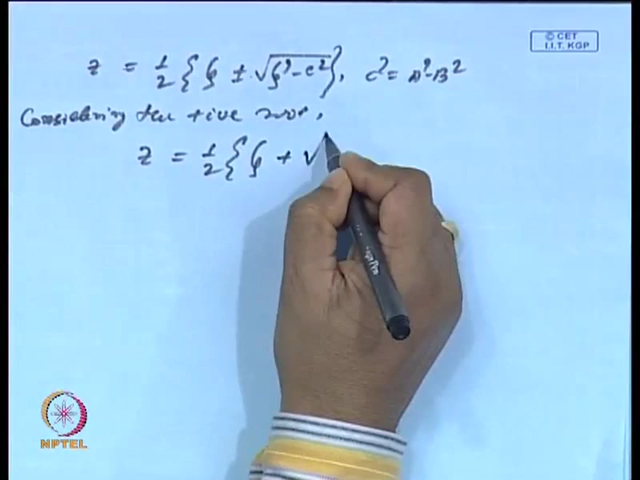 © CET
I.I.T. KGP
z = 1/2 { ζ ± √(ζ² - c²) }, c² = A² - B²
Considering the +ive root,
z = 1/2 { ζ + √
NPTEL